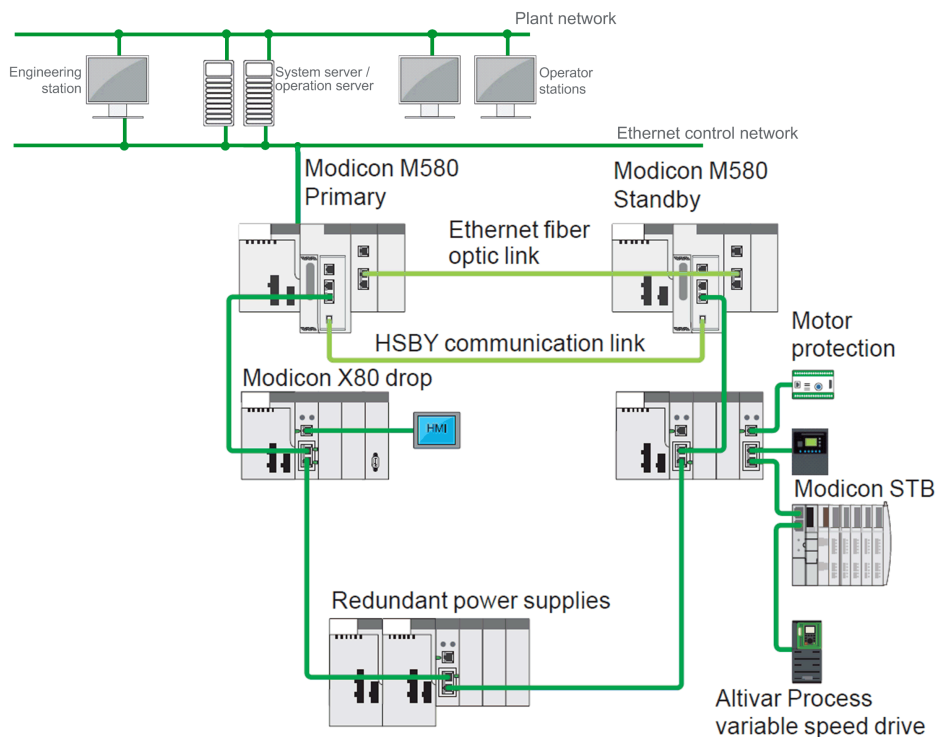 Plant network
Engineering
station
System server /
operation server
Operator
stations
Ethernet control network
Modicon M580
Primary
Modicon M580
Standby
Ethernet fiber
optic link
HSBY communication link
Motor
protection
Modicon X80 drop
HMI
Modicon STB
Redundant power supplies
Altivar Process
variable speed drive